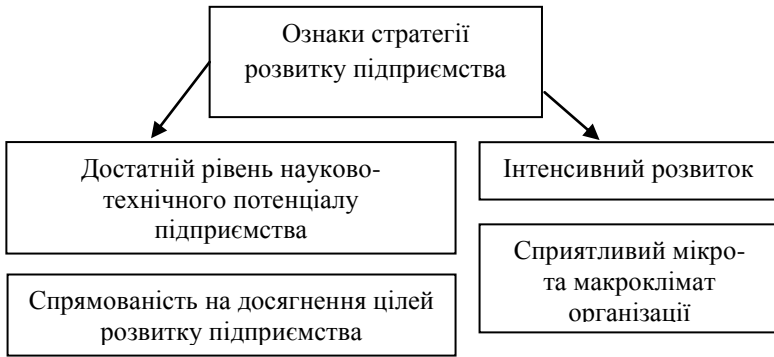 Ознаки стратегії
розвитку підприємства
Достатній рівень науково-
технічного потенціалу
підприємства
Інтенсивний розвиток
Спрямованість на досягнення цілей
розвитку підприємства
Сприятливий мікро-
та макроклімат
організації